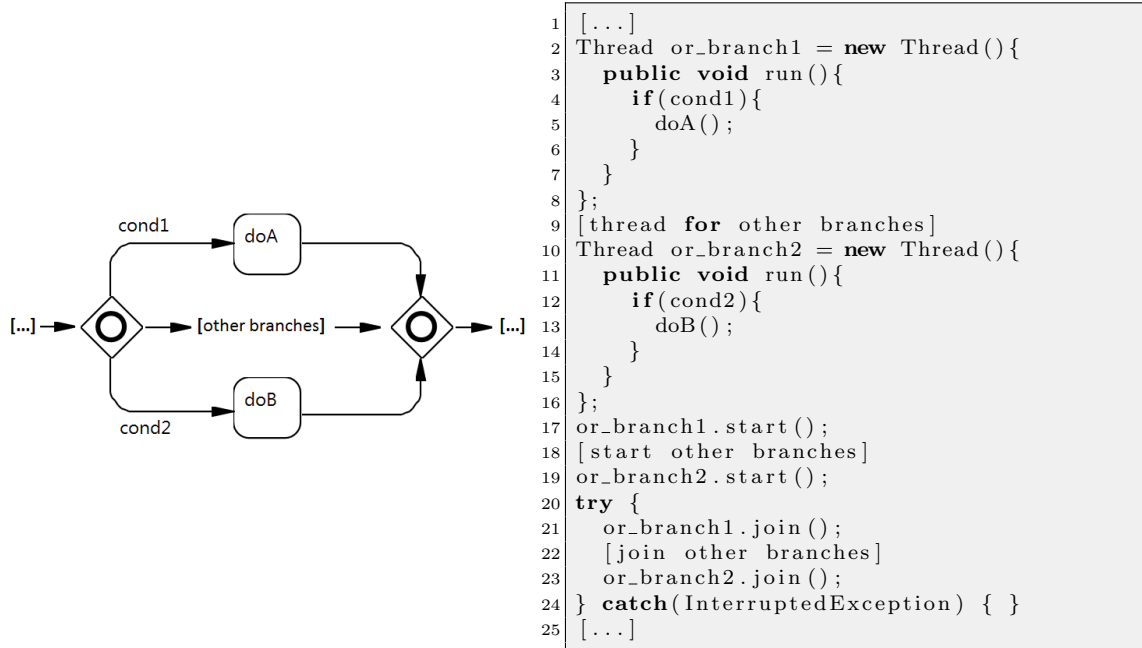 cond1
doA
[...]
[other branches]
[...]
doB
cond2
1 [...]
2 Thread or_branch1 = new Thread(){
3   public void run(){
4     if(cond1){
5       doA();
6     }
7   }
8 };
9 [thread for other branches]
10 Thread or_branch2 = new Thread(){
11   public void run(){
12     if(cond2){
13       doB();
14     }
15   }
16 };
17 or_branch1.start();
18 [start other branches]
19 or_branch2.start();
20 try {
21   or_branch1.join();
22   [join other branches]
23   or_branch2.join();
24 } catch(InterruptedException) { }
25 [...]